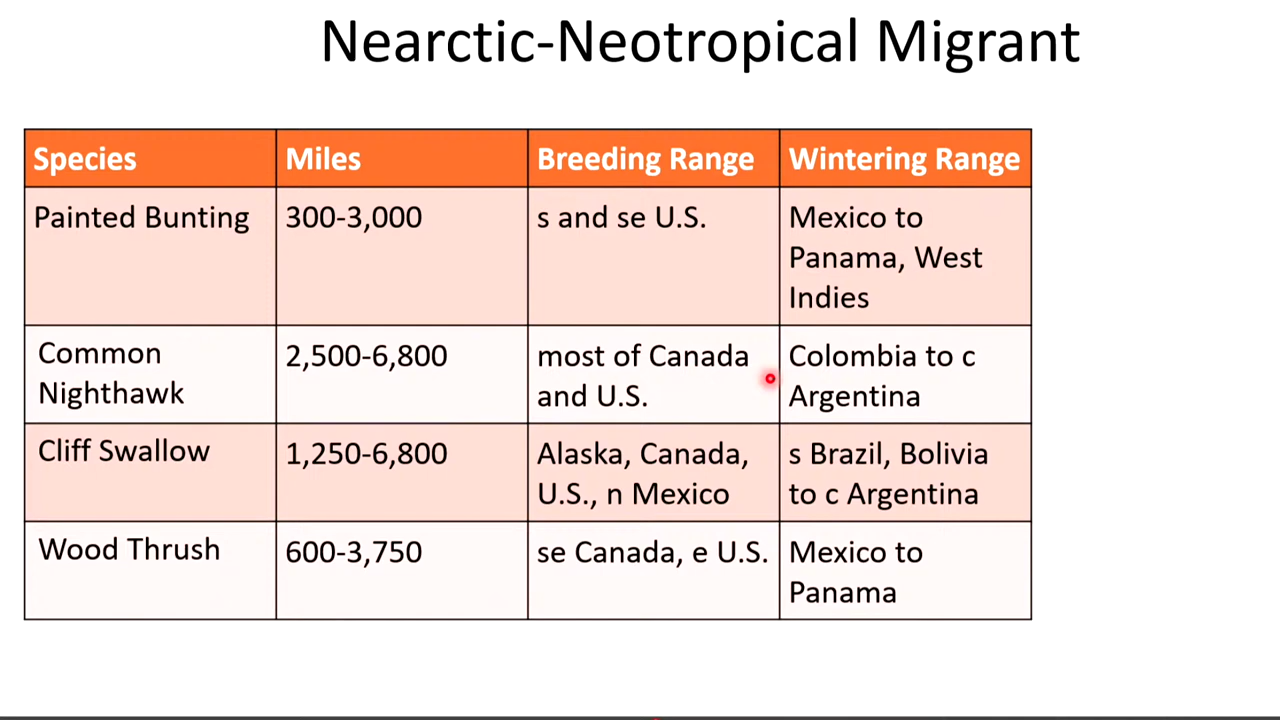 Nearctic-Neotropical Migrant
Species Miles Breeding Range Wintering Range
Painted Bunting 300-3,000 s and se U.S. Mexico to
Panama, West
Indies
Common 2,500-6,800 most of Canada Colombia to c
Nighthawk and U.S. Argentina
Cliff Swallow 1,250-6,800 Alaska, Canada, s Brazil, Bolivia
U.S., n Mexico to c Argentina
Wood Thrush 600-3,750 se Canada, e U.S. Mexico to
Panama